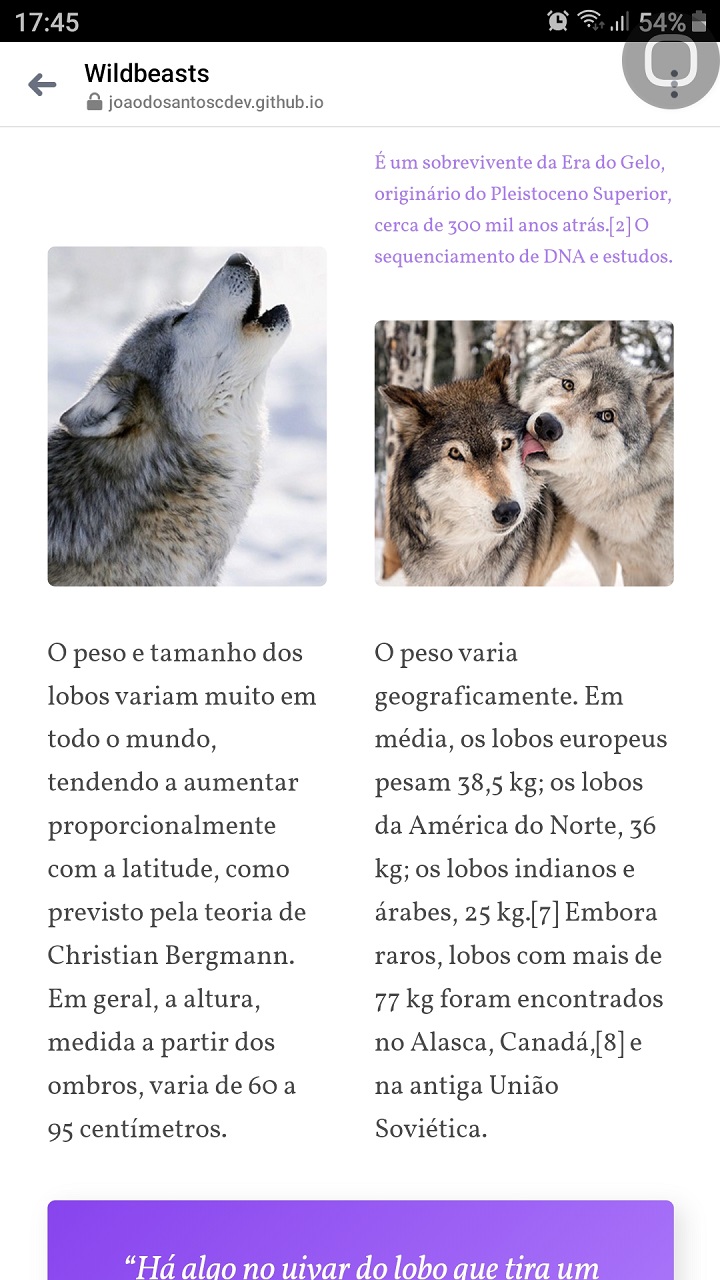 17:45
54%
Wildbeasts
joaodosantoscdev.github.io
É um sobrevivente da Era do Gelo,
originário do Pleistoceno Superior,
cerca de 300 mil anos atrás.[2] O
sequenciamento de DNA e estudos.
O peso e tamanho dos
lobos variam muito em
todo o mundo,
tendendo a aumentar
proporcionalmente
com a latitude, como
previsto pela teoria de
Christian Bergmann.
Em geral, a altura,
medida a partir dos
ombros, varia de 60 a
95 centímetros.
O peso varia
geograficamente. Em
média, os lobos europeus
pesam 38,5 kg; os lobos
da América do Norte, 36
kg; os lobos indianos e
árabes, 25 kg.[7] Embora
raros, lobos com mais de
77 kg foram encontrados
no Alasca, Canadá,[8] e
na antiga União
Soviética.
“Há algo no uivar do lobo que tira um